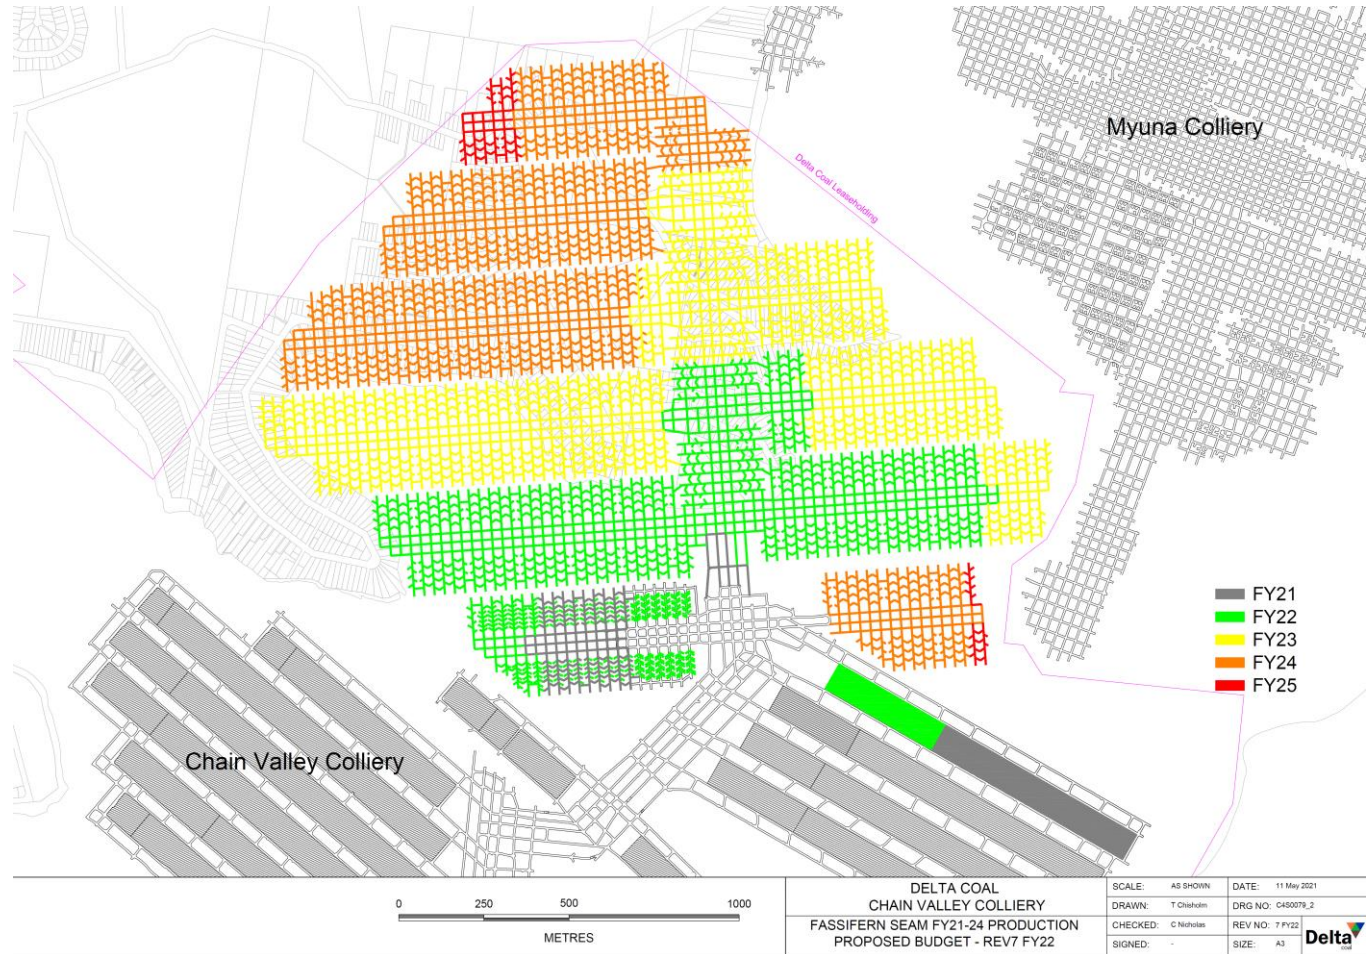 Myuna Colliery
Delta Coal Leaseholding
FY21
FY22
FY23
FY24
FY25
Chain Valley Colliery
0 250 500 1000
METRES
DELTA COAL
CHAIN VALLEY COLLIERY
FASSIFERN SEAM FY21-24 PRODUCTION
PROPOSED BUDGET - REV7 FY22
SCALE: AS SHOWN DATE: 11 May 2021
DRAWN: T Chisholm DRG NO: C4S0079_2
CHECKED: C Nicholas REV NO: 7 FY22
SIGNED: - SIZE: A3
Delta
coal